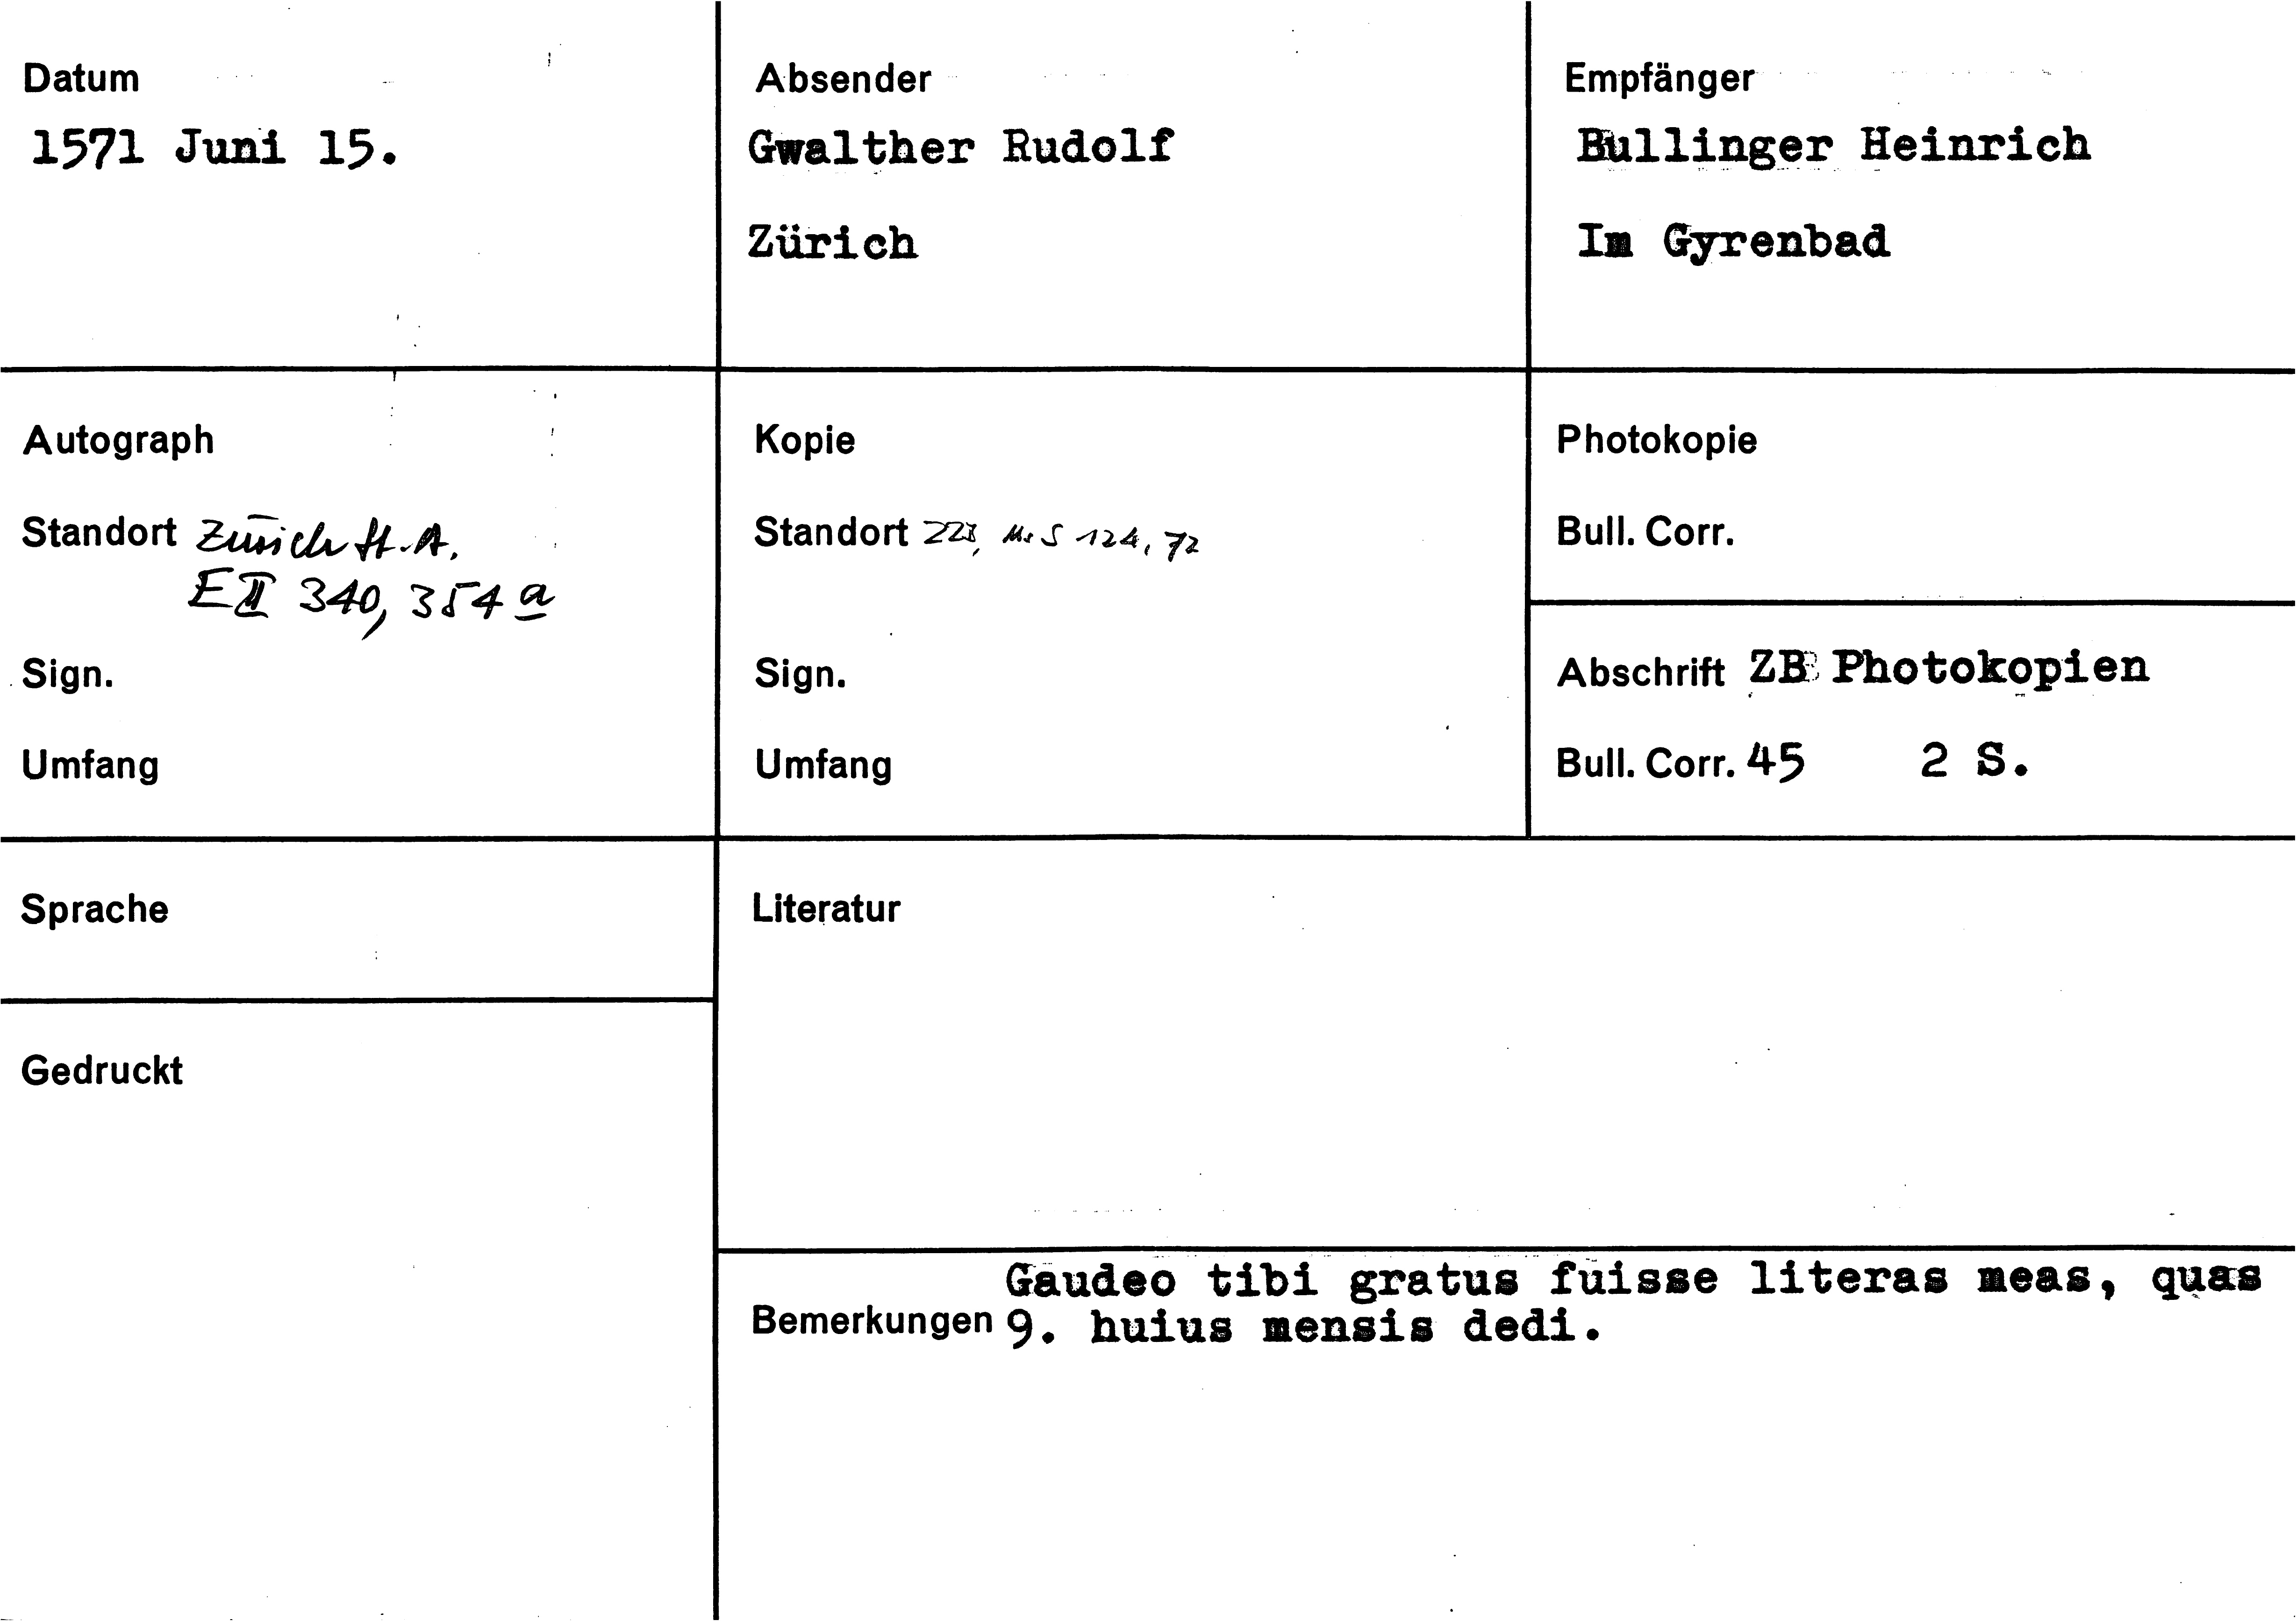 Datum
1571 Juni 15.
Absender
Gwalther Rudolf
Zürich
Empfänger
Bullinger Heinrich
Im Gyrenbad
Autograph
Standort Zürich St.A.
E II 340, 354 a
Sign.
Umfang
Kopie
Standort ZZB, Ms S 124, 72
Sign.
Umfang
Photokopie
Bull. Corr.
Abschrift ZB Photokopien
Bull. Corr. 45 2 S.
Sprache
Gedruckt
Literatur
Gaudeo tibi gratus fuisse literas meas, quas
Bemerkungen 9. huius mensis dedi.